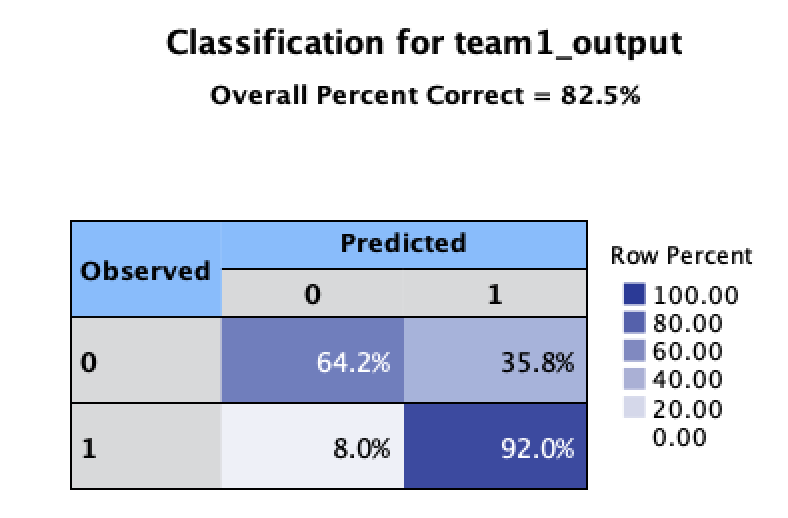 Classification for team1_output
Overall Percent Correct = 82.5%
Observed
Predicted
0 1
0 64.2% 35.8%
1 8.0% 92.0%
Row Percent
100.00
80.00
60.00
40.00
20.00
0.00